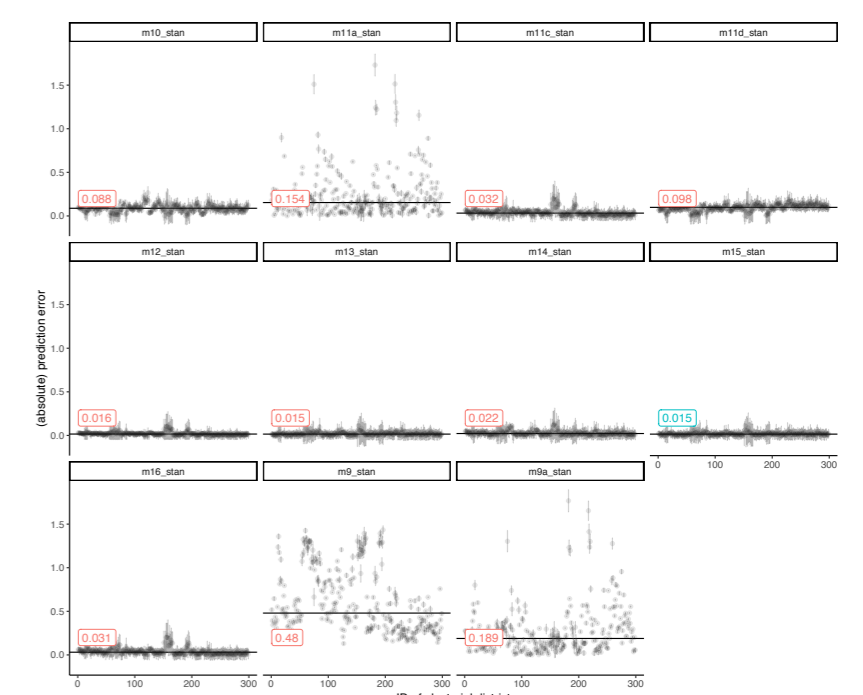 m10_stan m11a_stan m11c_stan m11d_stan
1.5
1.0
0.5
0.0
0.088 0.154 0.032 0.098
m12_stan m13_stan m14_stan m15_stan
(absolute) prediction error
1.5
1.0
0.5
0.0
0.016 0.015 0.022 0.015
0 100 200 300
m16_stan m9_stan m9a_stan
1.5
1.0
0.5
0.0
0.031 0.48 0.189
0 100 200 300 0 100 200 300 0 100 200 300